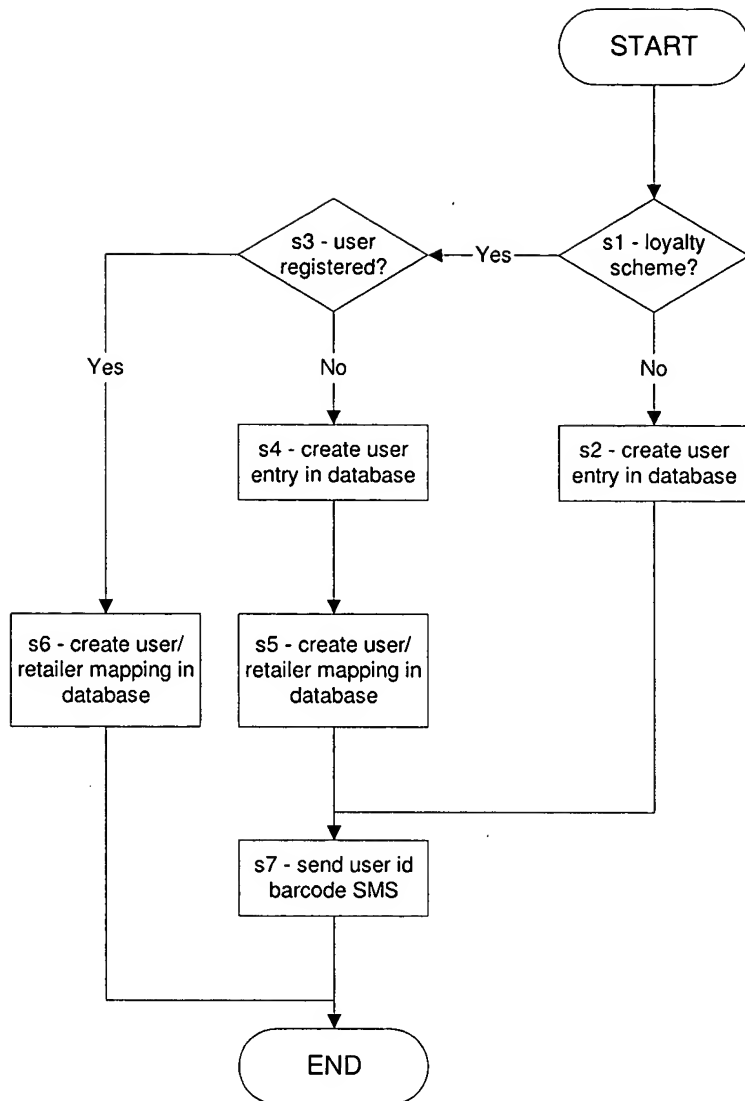 START
s3 - user
registered?
Yes
s1 - loyalty
scheme?
Yes
No
No
s4 - create user
entry in database
s2 - create user
entry in database
s6 - create user/
retailer mapping in
database
s5 - create user/
retailer mapping in
database
s7 - send user id
barcode SMS
END